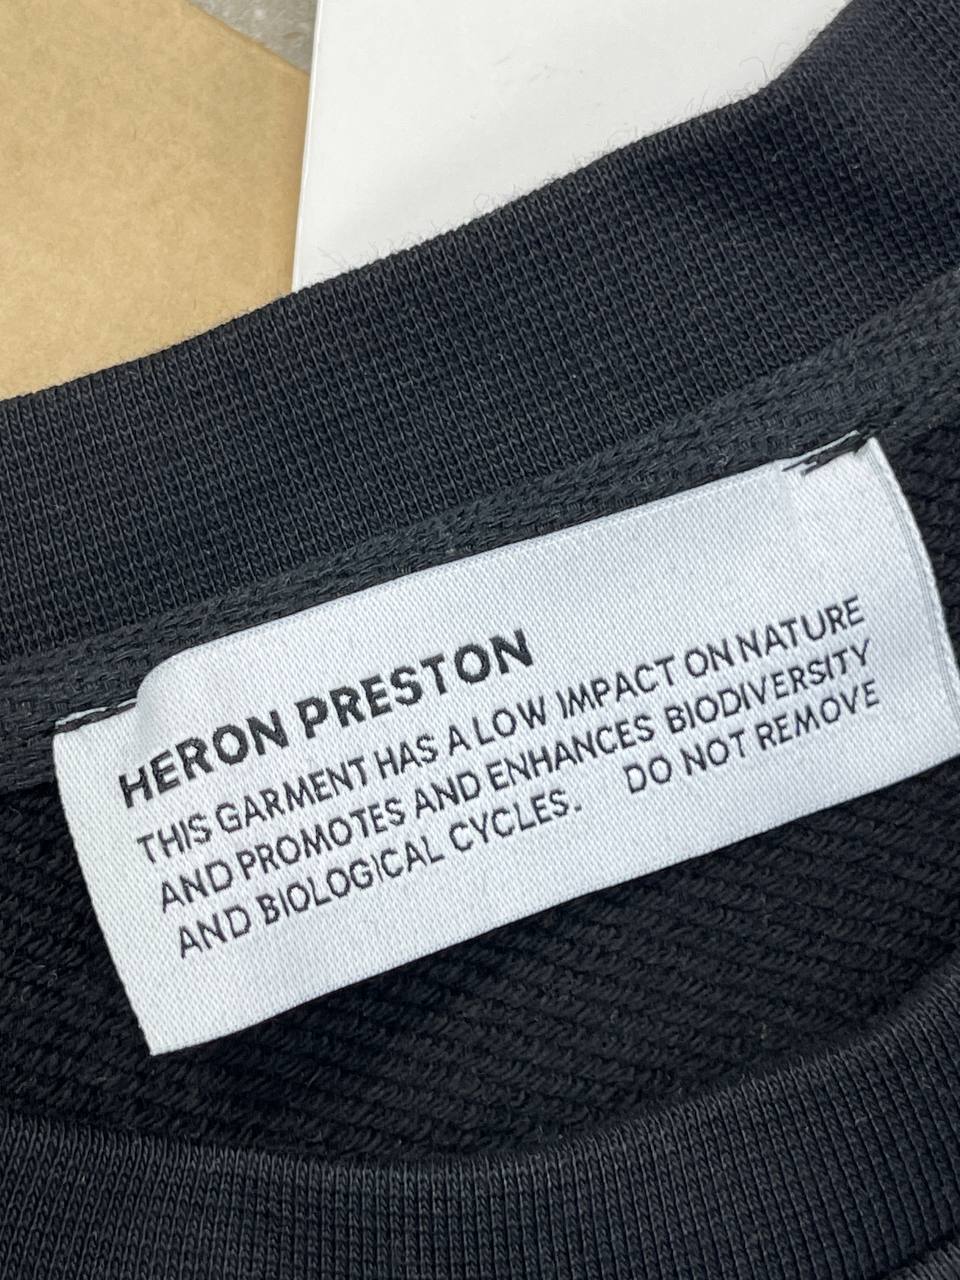 HERON PRESTON
THIS GARMENT HAS A LOW IMPACT ON NATURE
AND PROMOTES AND ENHANCES BIODIVERSITY
AND BIOLOGICAL CYCLES. DO NOT REMOVE